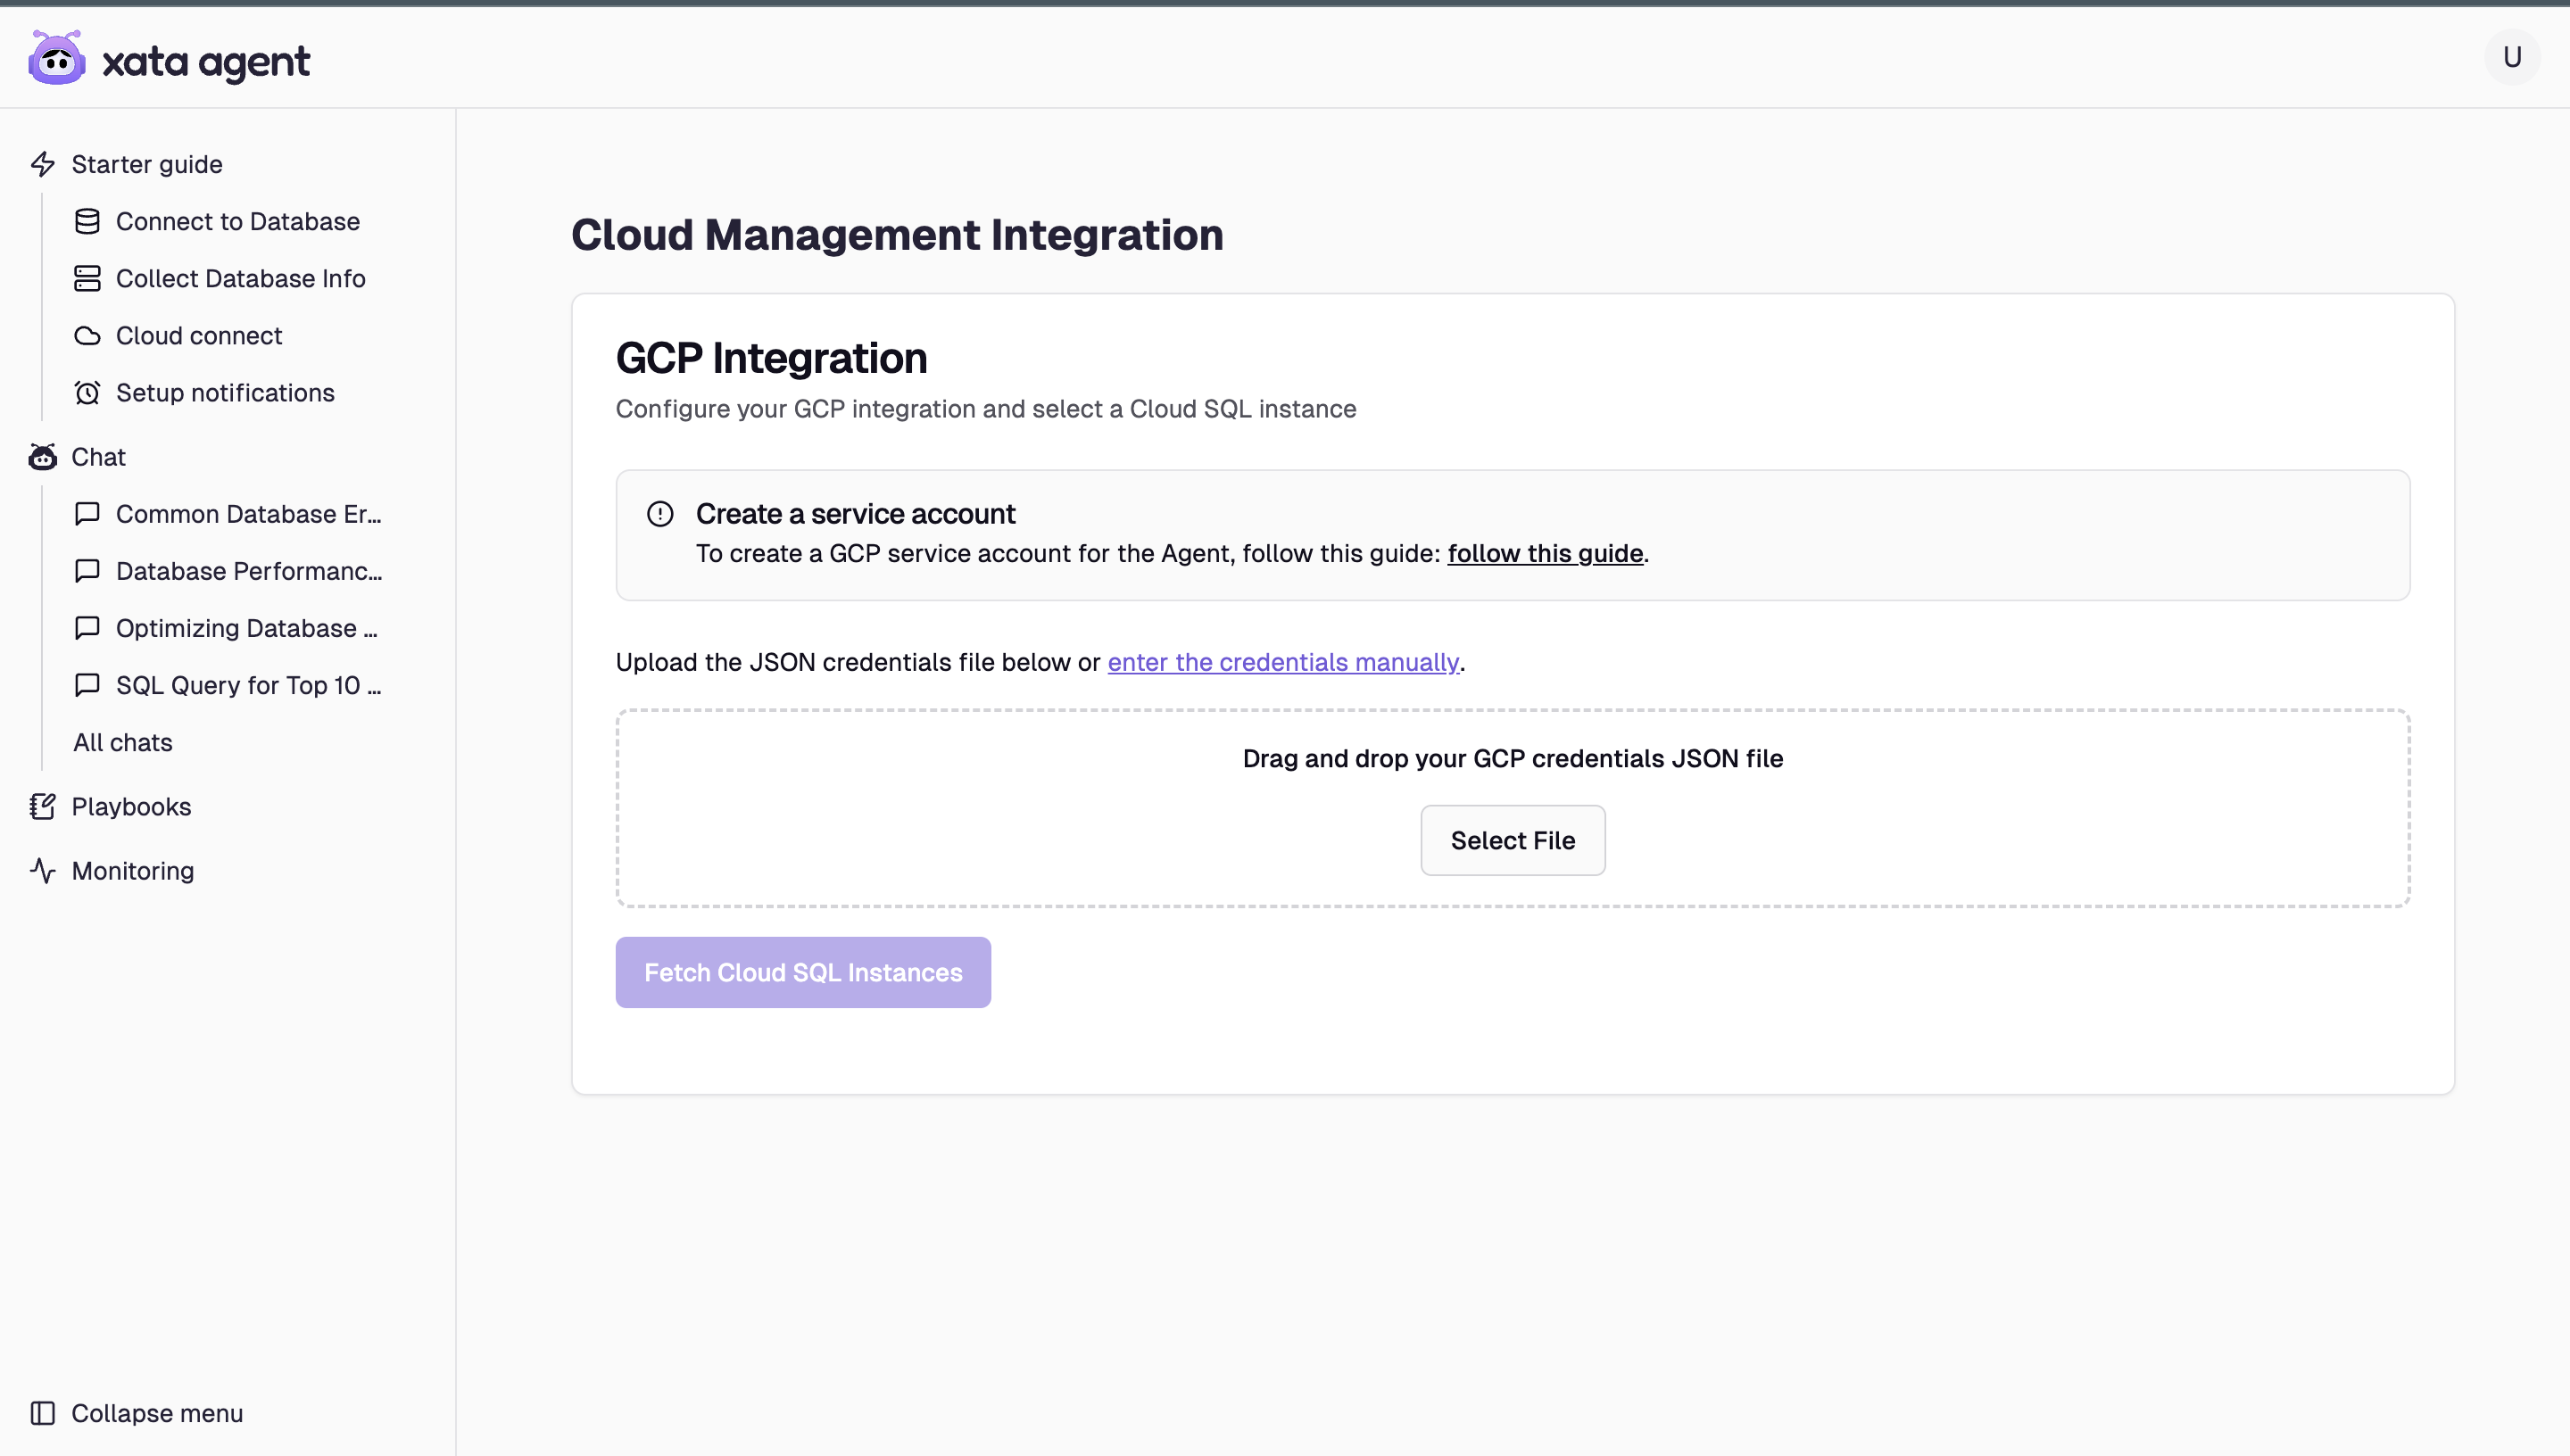 xata agent
U
Starter guide
Connect to Database
Collect Database Info
Cloud connect
Setup notifications
Chat
Common Database Er...
Database Performanc...
Optimizing Database ...
SQL Query for Top 10 ...
All chats
Playbooks
Monitoring
Collapse menu
Cloud Management Integration
GCP Integration
Configure your GCP integration and select a Cloud SQL instance
Create a service account
To create a GCP service account for the Agent, follow this guide: follow this guide.
Upload the JSON credentials file below or enter the credentials manually.
Drag and drop your GCP credentials JSON file
Select File
Fetch Cloud SQL Instances